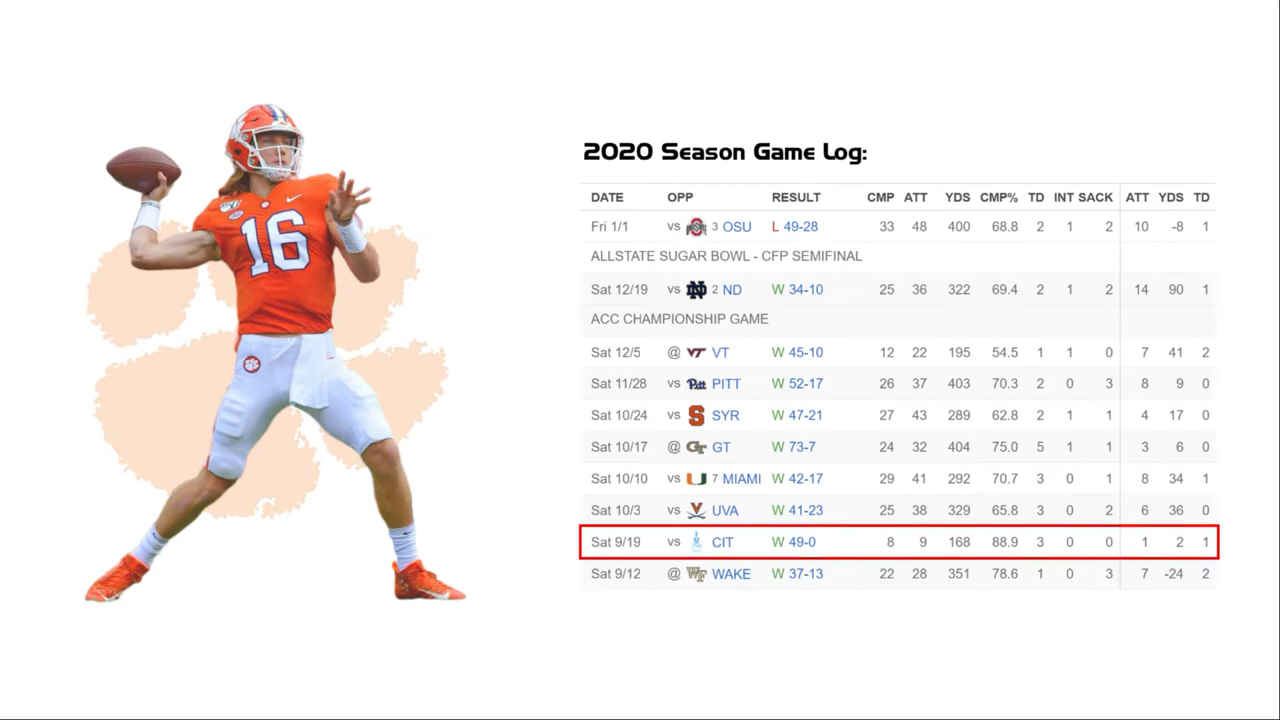 2020 Season Game Log:
DATE OPP RESULT CMP ATT YDS CMP% TD INT SACK ATT YDS TD
Fri 1/1 vs 3 OSU L 49-28 33 48 400 68.8 2 1 2 10 -8 1
ALLSTATE SUGAR BOWL - CFP SEMIFINAL
Sat 12/19 vs ND 2 ND W 34-10 25 36 322 69.4 2 1 2 14 90 1
ACC CHAMPIONSHIP GAME
Sat 12/5 @ VT VT W 45-10 12 22 195 54.5 1 1 0 7 41 2
Sat 11/28 vs Pitt PITT W 52-17 26 37 403 70.3 2 0 3 8 9 0
Sat 10/24 vs S SYR W 47-21 27 43 289 62.8 2 1 1 4 17 0
Sat 10/17 @ GT GT W 73-7 24 32 404 75.0 5 1 1 3 6 0
Sat 10/10 vs U 7 MIAMI W 42-17 29 41 292 70.7 3 0 1 8 34 1
Sat 10/3 vs V UVA W 41-23 25 38 329 65.8 3 0 2 6 36 0
Sat 9/19 vs CIT W 49-0 8 9 168 88.9 3 0 0 1 2 1
Sat 9/12 @ WF WAKE W 37-13 22 28 351 78.6 1 0 3 7 -24 2
16